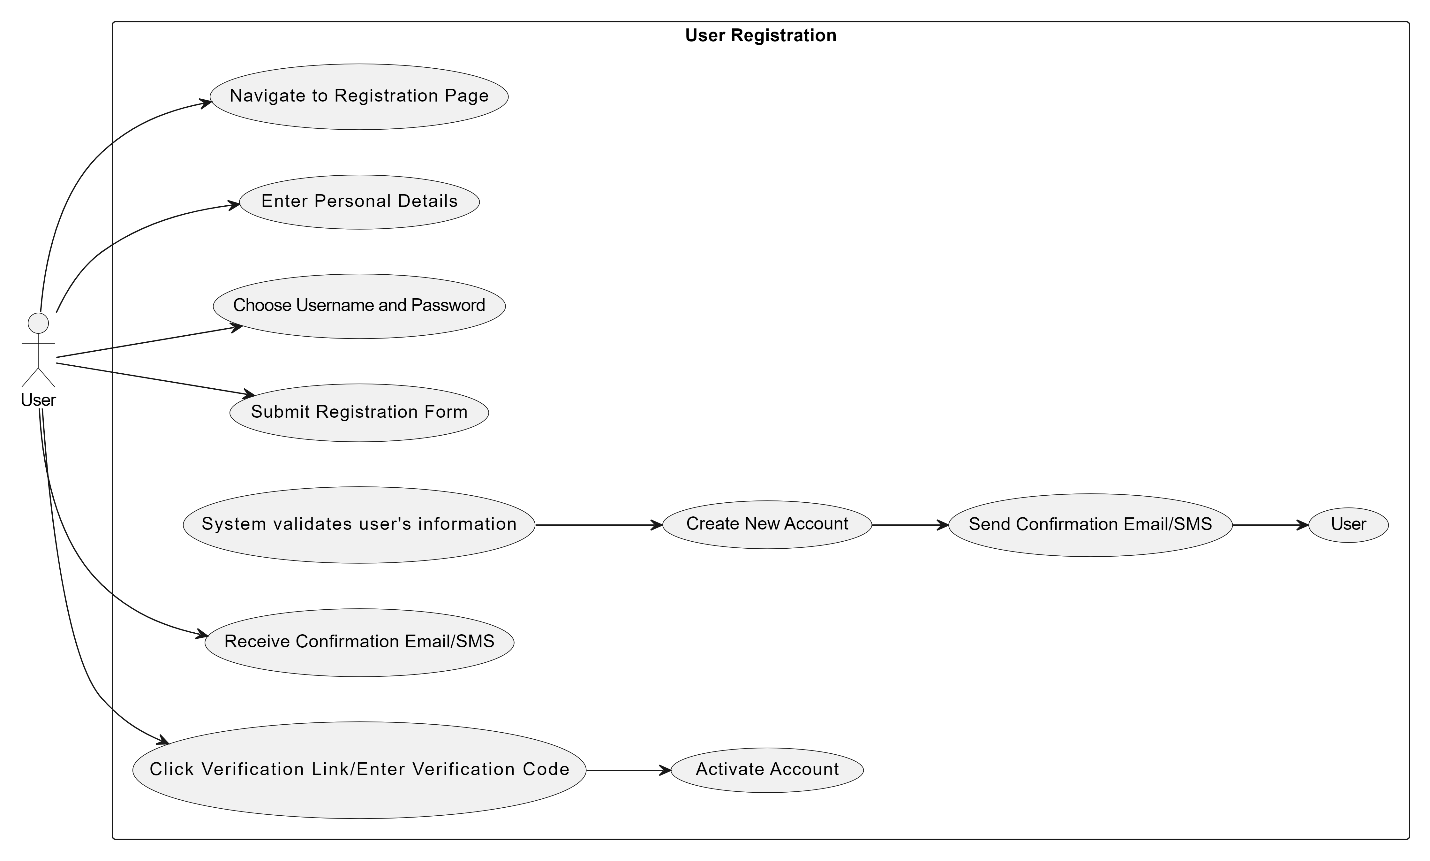 User Registration
Navigate to Registration Page
Enter Personal Details
Choose Username and Password
User
Submit Registration Form
System validates user's information
Create New Account
Send Confirmation Email/SMS
User
Receive Confirmation Email/SMS
Click Verification Link/Enter Verification Code
Activate Account